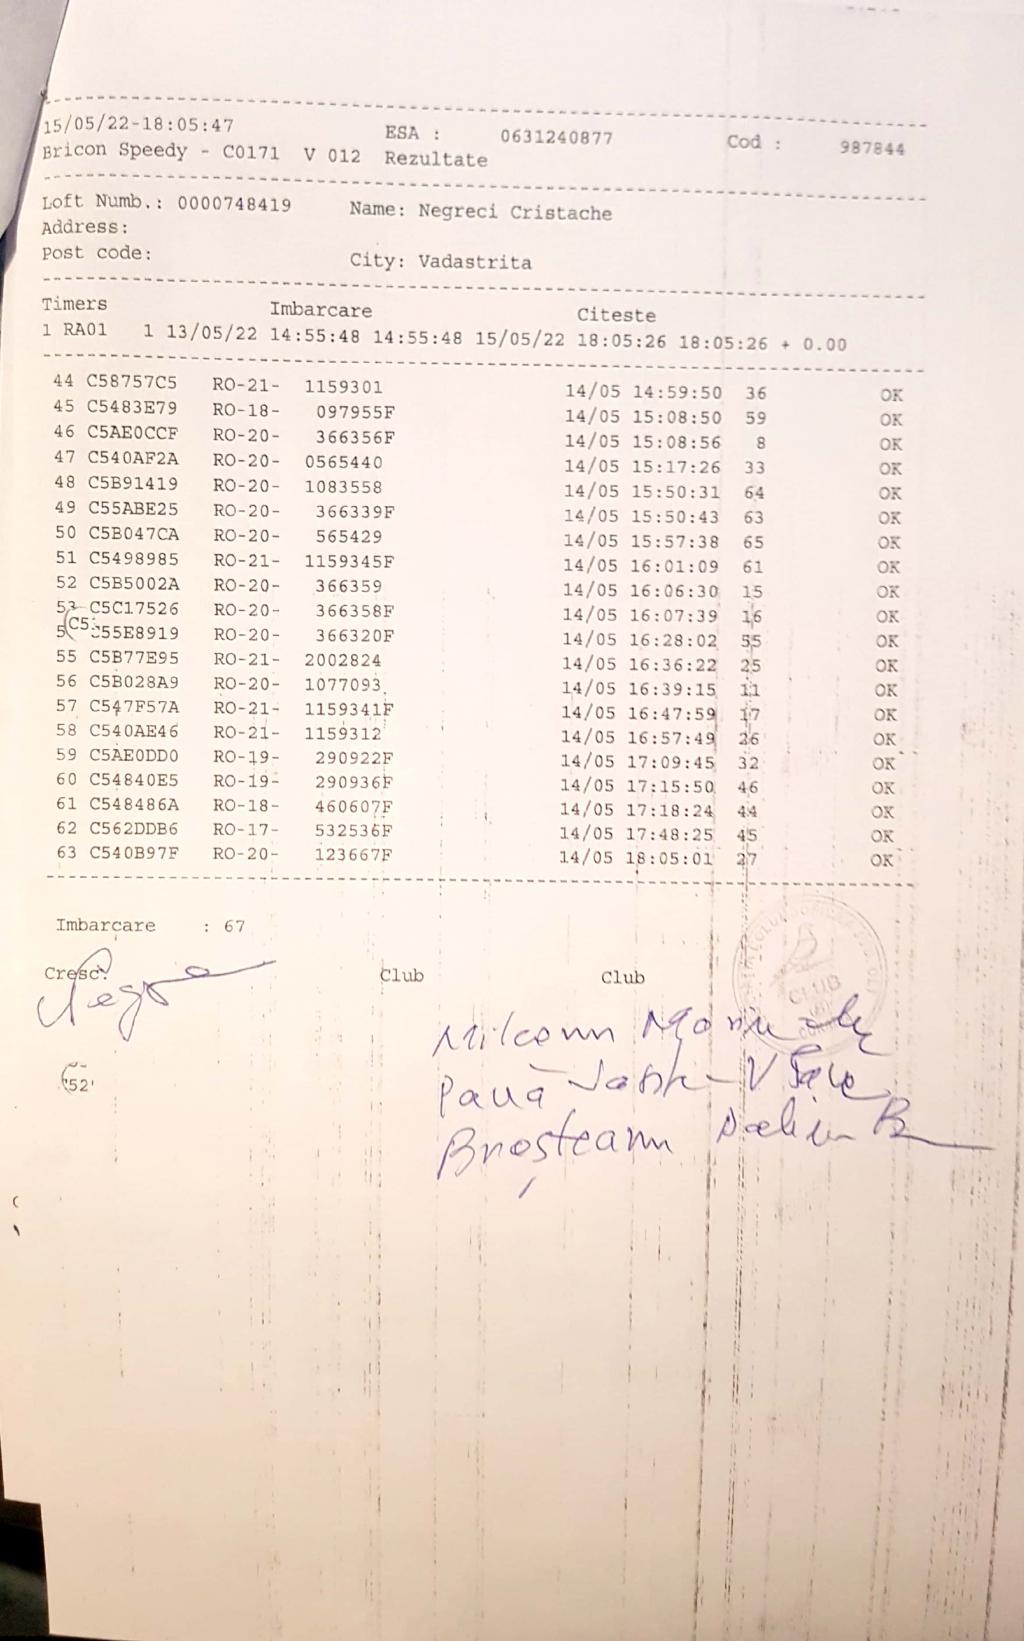 15/05/22-18:05:47 ESA : 0631240877 Cod : 987844
Bricon Speedy - C0171 V 012 Rezultate
Loft Numb.: 0000748419 Name: Negreci Cristache
Address:
Post code: City: Vadastrita
Timers Imbarcare Citeste
1 RA01 1 13/05/22 14:55:48 14:55:48 15/05/22 18:05:26 18:05:26 + 0.00
44 C58757C5 RO-21- 1159301 14/05 14:59:50 36 OK
45 C5483E79 RO-18- 097955F 14/05 15:08:50 59 OK
46 C5AE0CCF RO-20- 366356F 14/05 15:08:56 8 OK
47 C540AF2A RO-20- 0565440 14/05 15:17:26 33 OK
48 C5B91419 RO-20- 1083558 14/05 15:50:31 64 OK
49 C55ABE25 RO-20- 366339F 14/05 15:50:43 63 OK
50 C5B047CA RO-20- 565429 14/05 15:57:38 65 OK
51 C5498985 RO-21- 1159345F 14/05 16:01:09 61 OK
52 C5B5002A RO-20- 366359 14/05 16:06:30 15 OK
53 C5C17526 RO-20- 366358F 14/05 16:07:39 16 OK
C55E8919 RO-20- 366320F 14/05 16:28:02 55 OK
55 C5B77E95 RO-21- 2002824 14/05 16:36:22 25 OK
56 C5B028A9 RO-20- 1077093 14/05 16:39:15 11 OK
57 C547F57A RO-21- 1159341F 14/05 16:47:59 17 OK
58 C540AE46 RO-21- 1159312 14/05 16:57:49 26 OK
59 C5AE0DD0 RO-19- 290922F 14/05 17:09:45 32 OK
60 C54840E5 RO-19- 290936F 14/05 17:15:50 46 OK
61 C548486A RO-18- 460607F 14/05 17:18:24 44 OK
62 C562DDB6 RO-17- 532536F 14/05 17:48:25 45 OK
63 C540B97F RO-20- 123667F 14/05 18:05:01 27 OK
Imbarcare : 67
Cresc. Club Club
CLUB
Păuă
Broșteanu
52